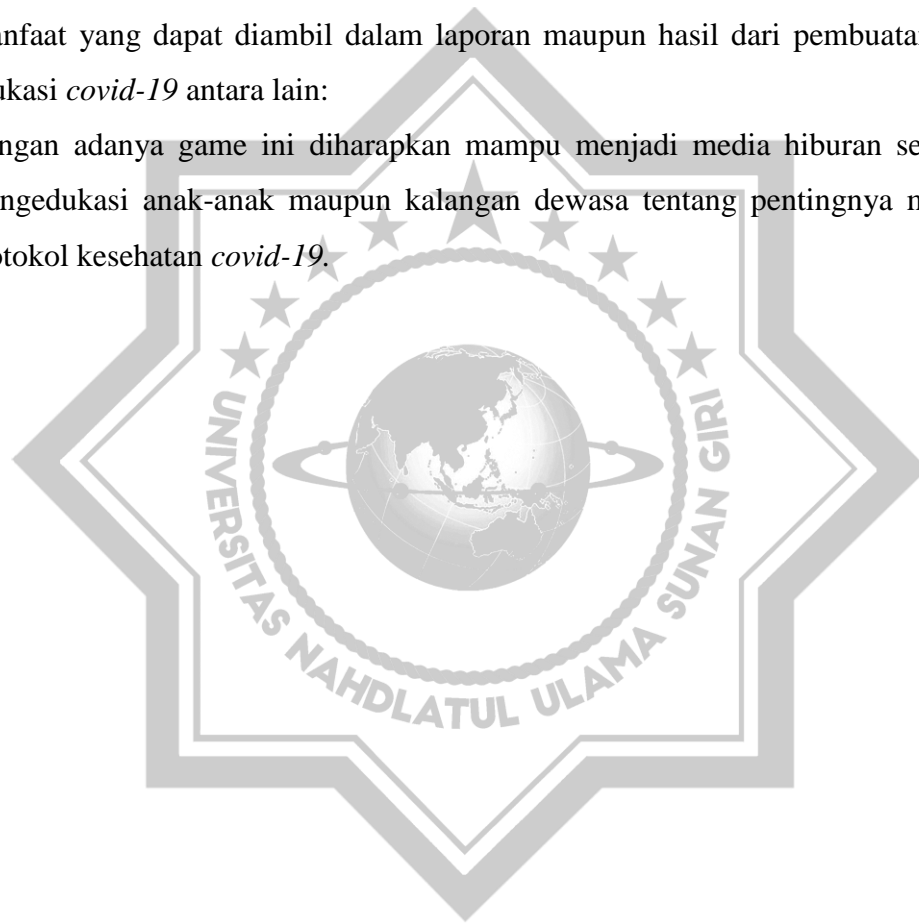 anfaat yang dapat diambil dalam laporan maupun hasil dari pembuatan
ukasi covid-19 antara lain:
ngan adanya game ini diharapkan mampu menjadi media hiburan se
ngedukasi anak-anak maupun kalangan dewasa tentang pentingnya m
otokol kesehatan covid-19.
UNIVERSITAS NAHDLATUL ULAMA SUNAN GIRI